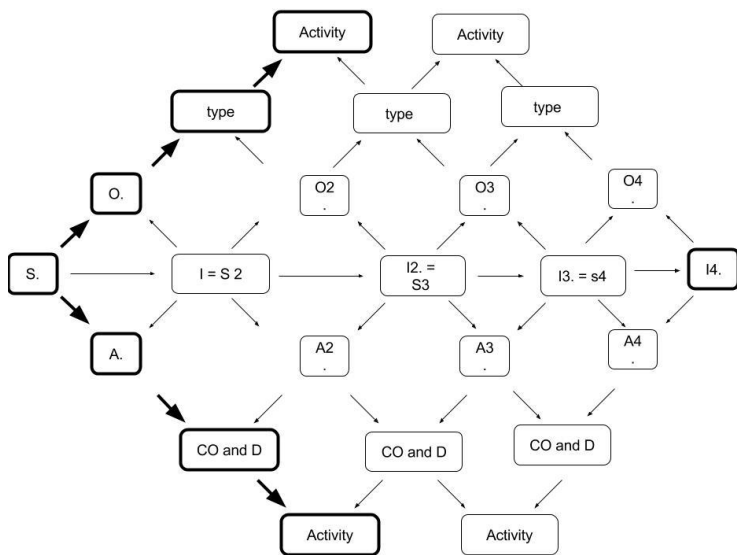 Activity
Activity
type
type
type
O.
O2
.
O3
.
O4
.
S.
I = S 2
I2. =
S3
I3. = s4
I4.
A.
A2
.
A3
.
A4
.
CO and D
CO and D
CO and D
Activity
Activity